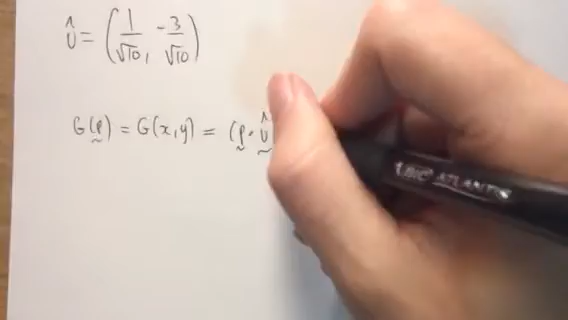 û = (1/√10, -3/√10)
G(p) = G(x,y) = (p · û
BIC ATLANTIS